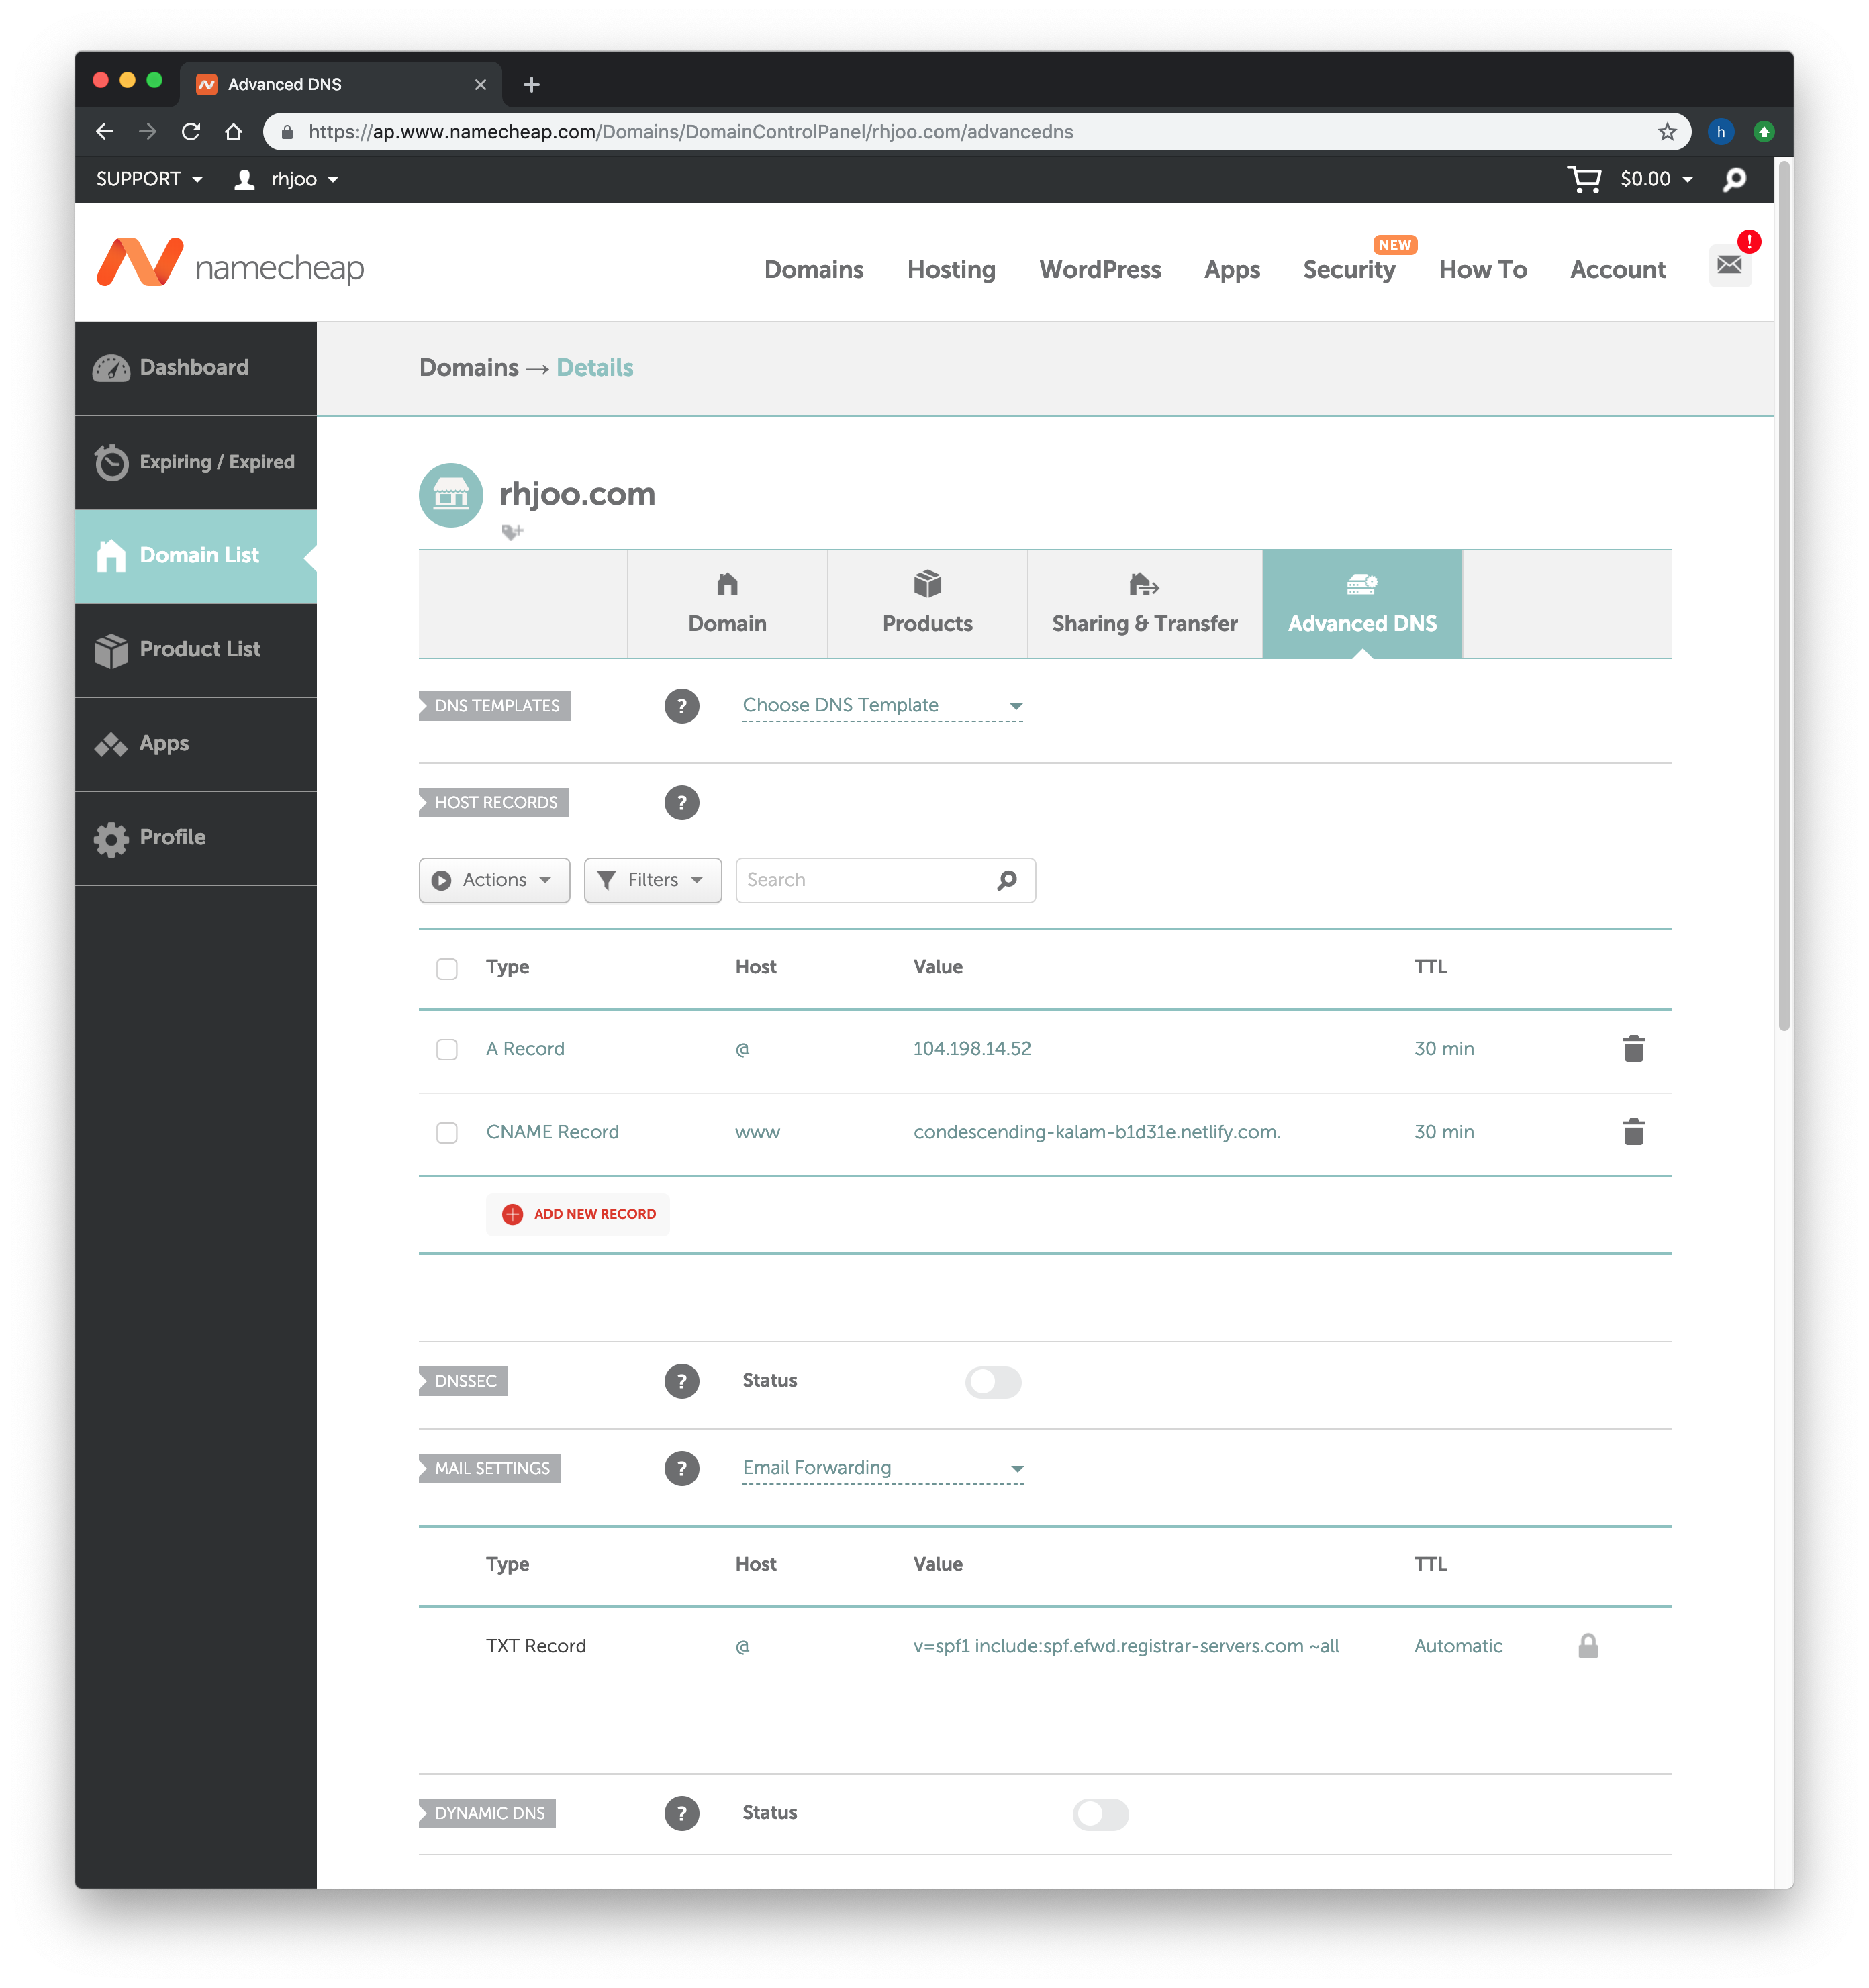 Advanced DNS
https://ap.www.namecheap.com/Domains/DomainControlPanel/rhjoo.com/advancedns
h
SUPPORT
rhjoo
$0.00
namecheap
Domains
Hosting
WordPress
Apps
Security
NEW
How To
Account
!
Dashboard
Expiring / Expired
Domain List
Product List
Apps
Profile
Domains → Details
rhjoo.com
Domain
Products
Sharing & Transfer
Advanced DNS
DNS TEMPLATES ? Choose DNS Template
HOST RECORDS ?
Actions Filters Search
Type Host Value TTL
A Record @ 104.198.14.52 30 min
CNAME Record www condescending-kalam-b1d31e.netlify.com. 30 min
ADD NEW RECORD
DNSSEC ? Status
MAIL SETTINGS ? Email Forwarding
Type Host Value TTL
TXT Record @ v=spf1 include:spf.efwd.registrar-servers.com ~all Automatic
DYNAMIC DNS ? Status